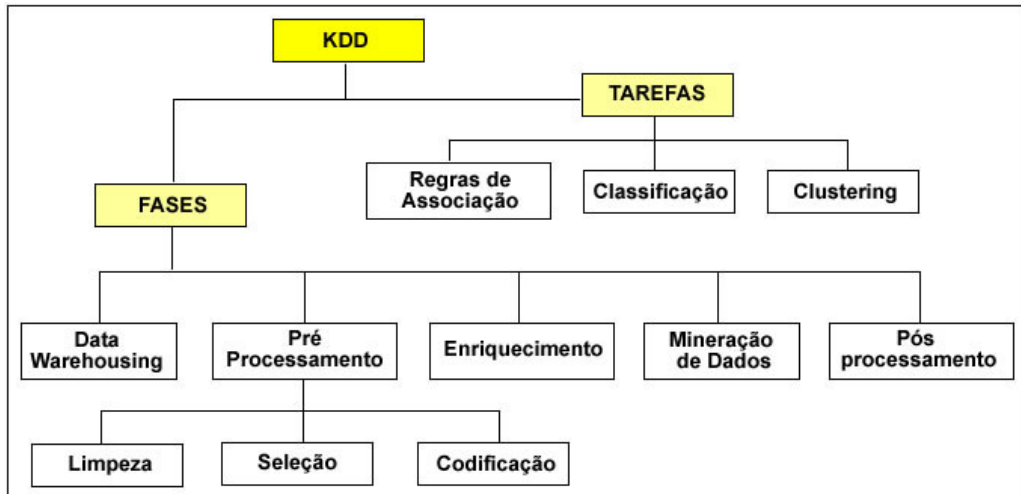 KDD
TAREFAS
Regras de
Associação
Classificação
Clustering
FASES
Data
Warehousing
Pré
Processamento
Enriquecimento
Mineração
de Dados
Pós
processamento
Limpeza
Seleção
Codificação